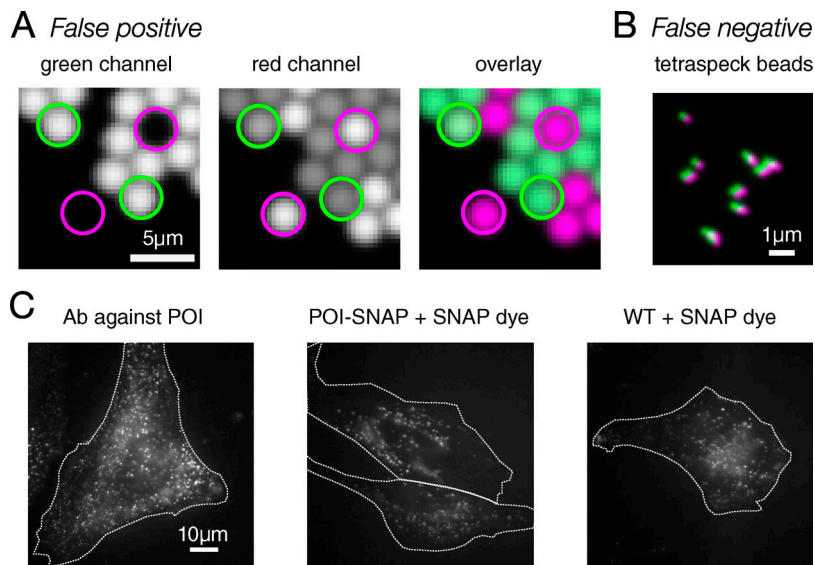 A False positive
green channel
red channel
overlay
5µm
B False negative
tetraspeck beads
1µm
C
Ab against POI
POI-SNAP + SNAP dye
WT + SNAP dye
10µm